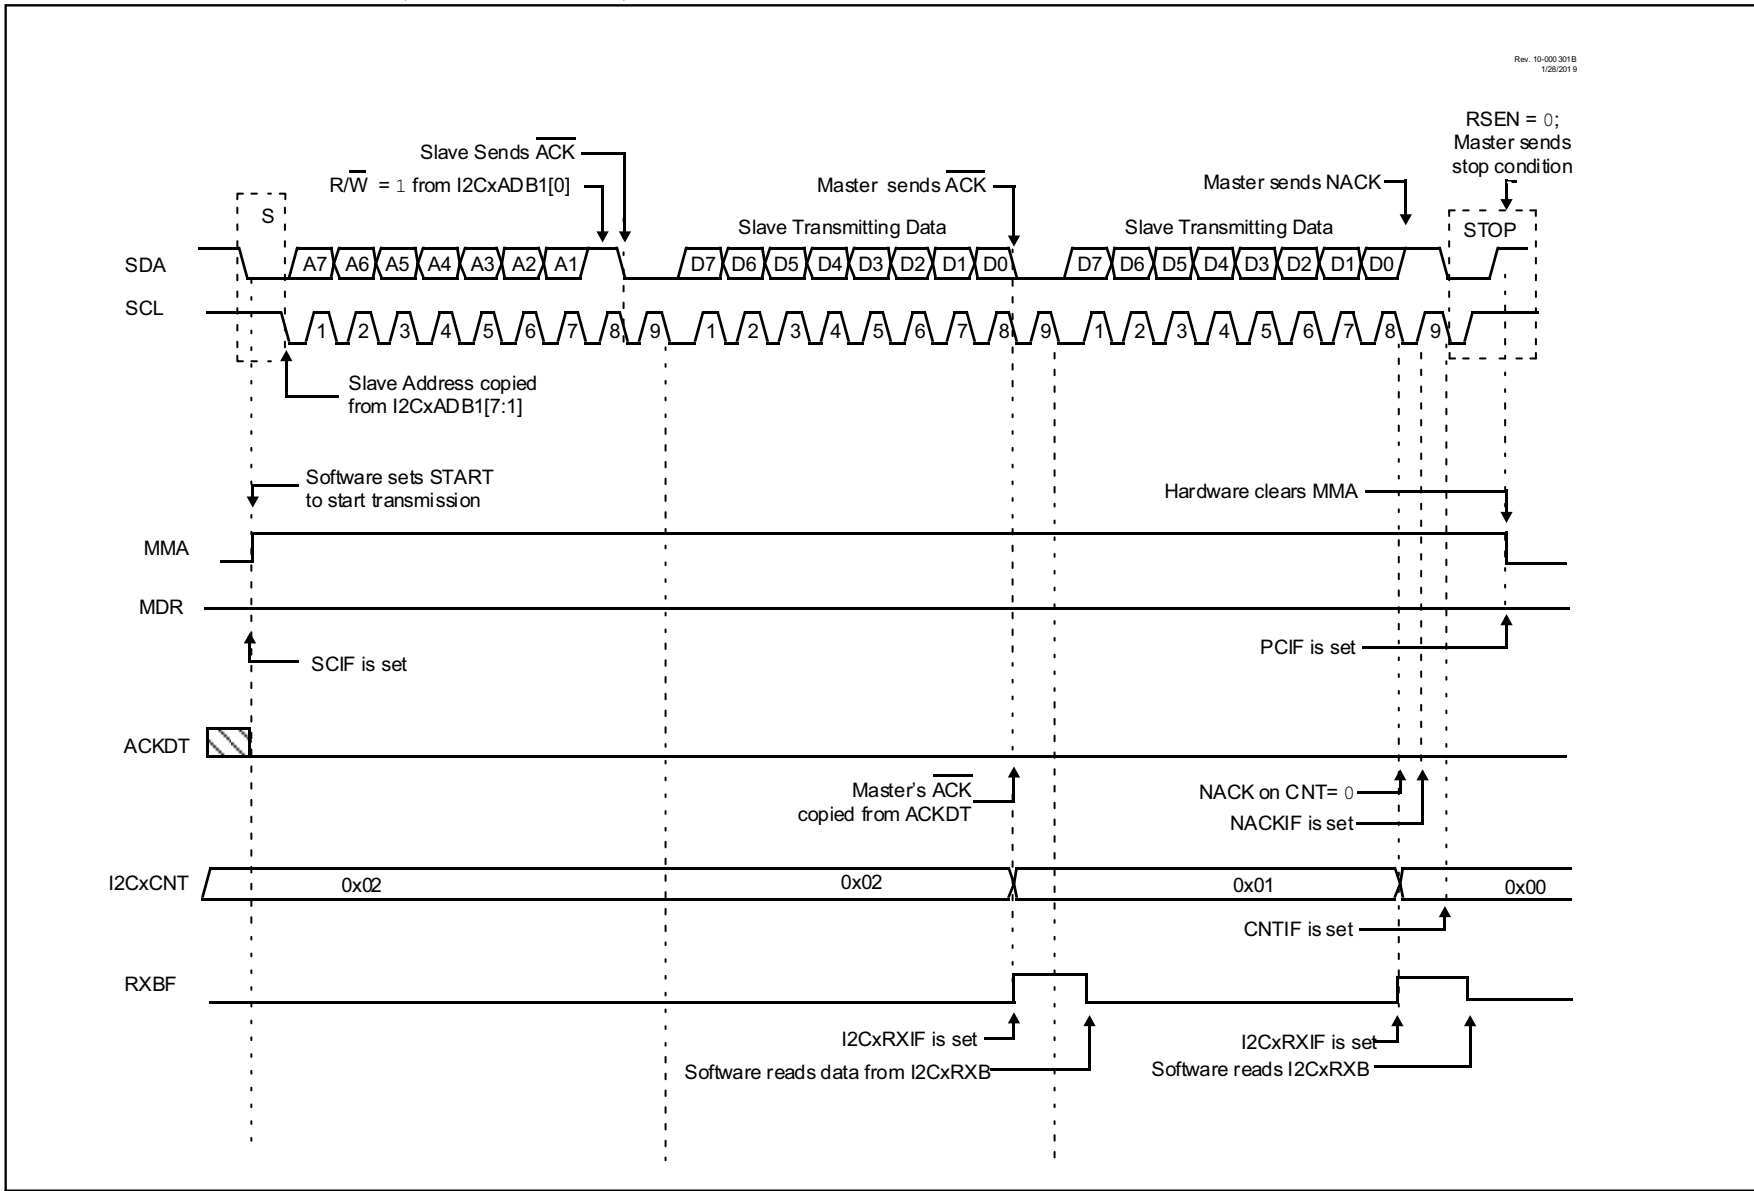 Rev. 10-000301B
1/28/2019
RSEN = 0;
Master sends
stop condition
Slave Sends ACK
R/W = 1 from I2CxADB1[0]
Master sends ACK
Master sends NACK
S
Slave Transmitting Data
Slave Transmitting Data
STOP
SDA
A7 A6 A5 A4 A3 A2 A1
D7 D6 D5 D4 D3 D2 D1 D0
D7 D6 D5 D4 D3 D2 D1 D0
SCL
1 2 3 4 5 6 7 8 9
1 2 3 4 5 6 7 8 9
1 2 3 4 5 6 7 8 9
Slave Address copied
from I2CxADB1[7:1]
Software sets START
to start transmission
Hardware clears MMA
MMA
MDR
SCIF is set
PCIF is set
ACKDT
Master's ACK
copied from ACKDT
NACK on CNT= 0
NACKIF is set
I2CxCNT
0x02
0x02
0x01
0x00
CNTIF is set
RXBF
I2CxRXIF is set
Software reads data from I2CxRXB
I2CxRXIF is set
Software reads I2CxRXB